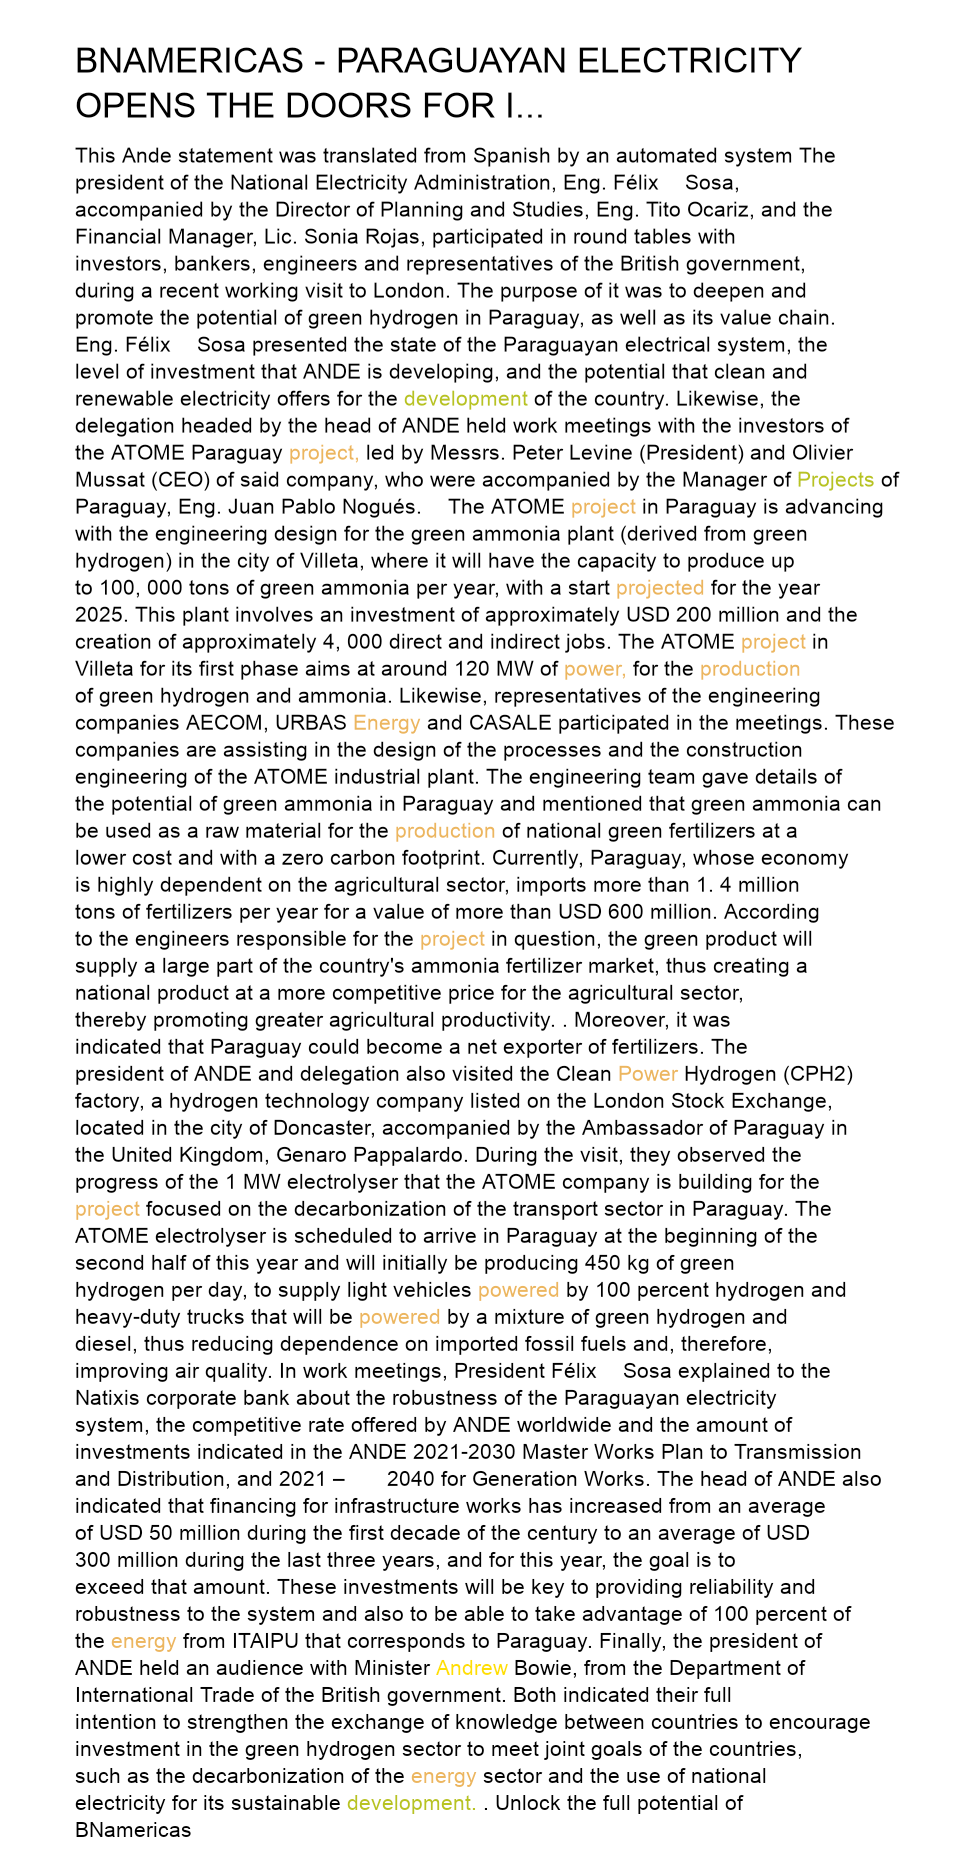 BNAMERICAS - PARAGUAYAN ELECTRICITY
OPENS THE DOORS FOR I...
This Ande statement was translated from Spanish by an automated system The
president of the National Electricity Administration, Eng. Félix Sosa,
accompanied by the Director of Planning and Studies, Eng. Tito Ocariz, and the
Financial Manager, Lic. Sonia Rojas, participated in round tables with
investors, bankers, engineers and representatives of the British government,
during a recent working visit to London. The purpose of it was to deepen and
promote the potential of green hydrogen in Paraguay, as well as its value chain.
Eng. Félix Sosa presented the state of the Paraguayan electrical system, the
level of investment that ANDE is developing, and the potential that clean and
renewable electricity offers for the development of the country. Likewise, the
delegation headed by the head of ANDE held work meetings with the investors of
the ATOME Paraguay project, led by Messrs. Peter Levine (President) and Olivier
Mussat (CEO) of said company, who were accompanied by the Manager of Projects of
Paraguay, Eng. Juan Pablo Nogués. The ATOME project in Paraguay is advancing
with the engineering design for the green ammonia plant (derived from green
hydrogen) in the city of Villeta, where it will have the capacity to produce up
to 100, 000 tons of green ammonia per year, with a start projected for the year
2025. This plant involves an investment of approximately USD 200 million and the
creation of approximately 4, 000 direct and indirect jobs. The ATOME project in
Villeta for its first phase aims at around 120 MW of power, for the production
of green hydrogen and ammonia. Likewise, representatives of the engineering
companies AECOM, URBAS Energy and CASALE participated in the meetings. These
companies are assisting in the design of the processes and the construction
engineering of the ATOME industrial plant. The engineering team gave details of
the potential of green ammonia in Paraguay and mentioned that green ammonia can
be used as a raw material for the production of national green fertilizers at a
lower cost and with a zero carbon footprint. Currently, Paraguay, whose economy
is highly dependent on the agricultural sector, imports more than 1. 4 million
tons of fertilizers per year for a value of more than USD 600 million. According
to the engineers responsible for the project in question, the green product will
supply a large part of the country's ammonia fertilizer market, thus creating a
national product at a more competitive price for the agricultural sector,
thereby promoting greater agricultural productivity. . Moreover, it was
indicated that Paraguay could become a net exporter of fertilizers. The
president of ANDE and delegation also visited the Clean Power Hydrogen (CPH2)
factory, a hydrogen technology company listed on the London Stock Exchange,
located in the city of Doncaster, accompanied by the Ambassador of Paraguay in
the United Kingdom, Genaro Pappalardo. During the visit, they observed the
progress of the 1 MW electrolyser that the ATOME company is building for the
project focused on the decarbonization of the transport sector in Paraguay. The
ATOME electrolyser is scheduled to arrive in Paraguay at the beginning of the
second half of this year and will initially be producing 450 kg of green
hydrogen per day, to supply light vehicles powered by 100 percent hydrogen and
heavy-duty trucks that will be powered by a mixture of green hydrogen and
diesel, thus reducing dependence on imported fossil fuels and, therefore,
improving air quality. In work meetings, President Félix Sosa explained to the
Natixis corporate bank about the robustness of the Paraguayan electricity
system, the competitive rate offered by ANDE worldwide and the amount of
investments indicated in the ANDE 2021-2030 Master Works Plan to Transmission
and Distribution, and 2021 – 2040 for Generation Works. The head of ANDE also
indicated that financing for infrastructure works has increased from an average
of USD 50 million during the first decade of the century to an average of USD
300 million during the last three years, and for this year, the goal is to
exceed that amount. These investments will be key to providing reliability and
robustness to the system and also to be able to take advantage of 100 percent of
the energy from ITAIPU that corresponds to Paraguay. Finally, the president of
ANDE held an audience with Minister Andrew Bowie, from the Department of
International Trade of the British government. Both indicated their full
intention to strengthen the exchange of knowledge between countries to encourage
investment in the green hydrogen sector to meet joint goals of the countries,
such as the decarbonization of the energy sector and the use of national
electricity for its sustainable development. . Unlock the full potential of
BNamericas